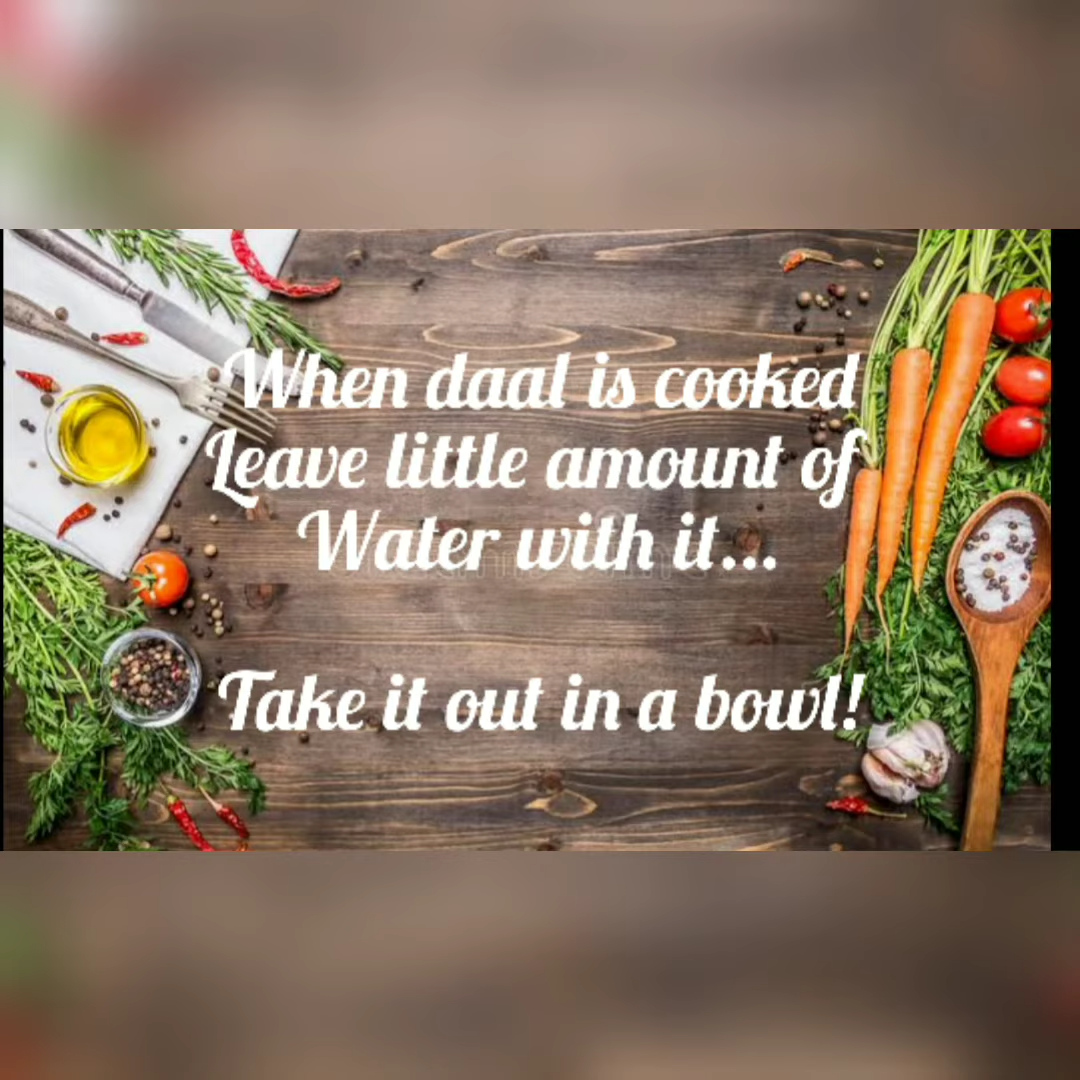 When daal is cooked
Leave little amount of
Water with it...
Take it out in a bowl!